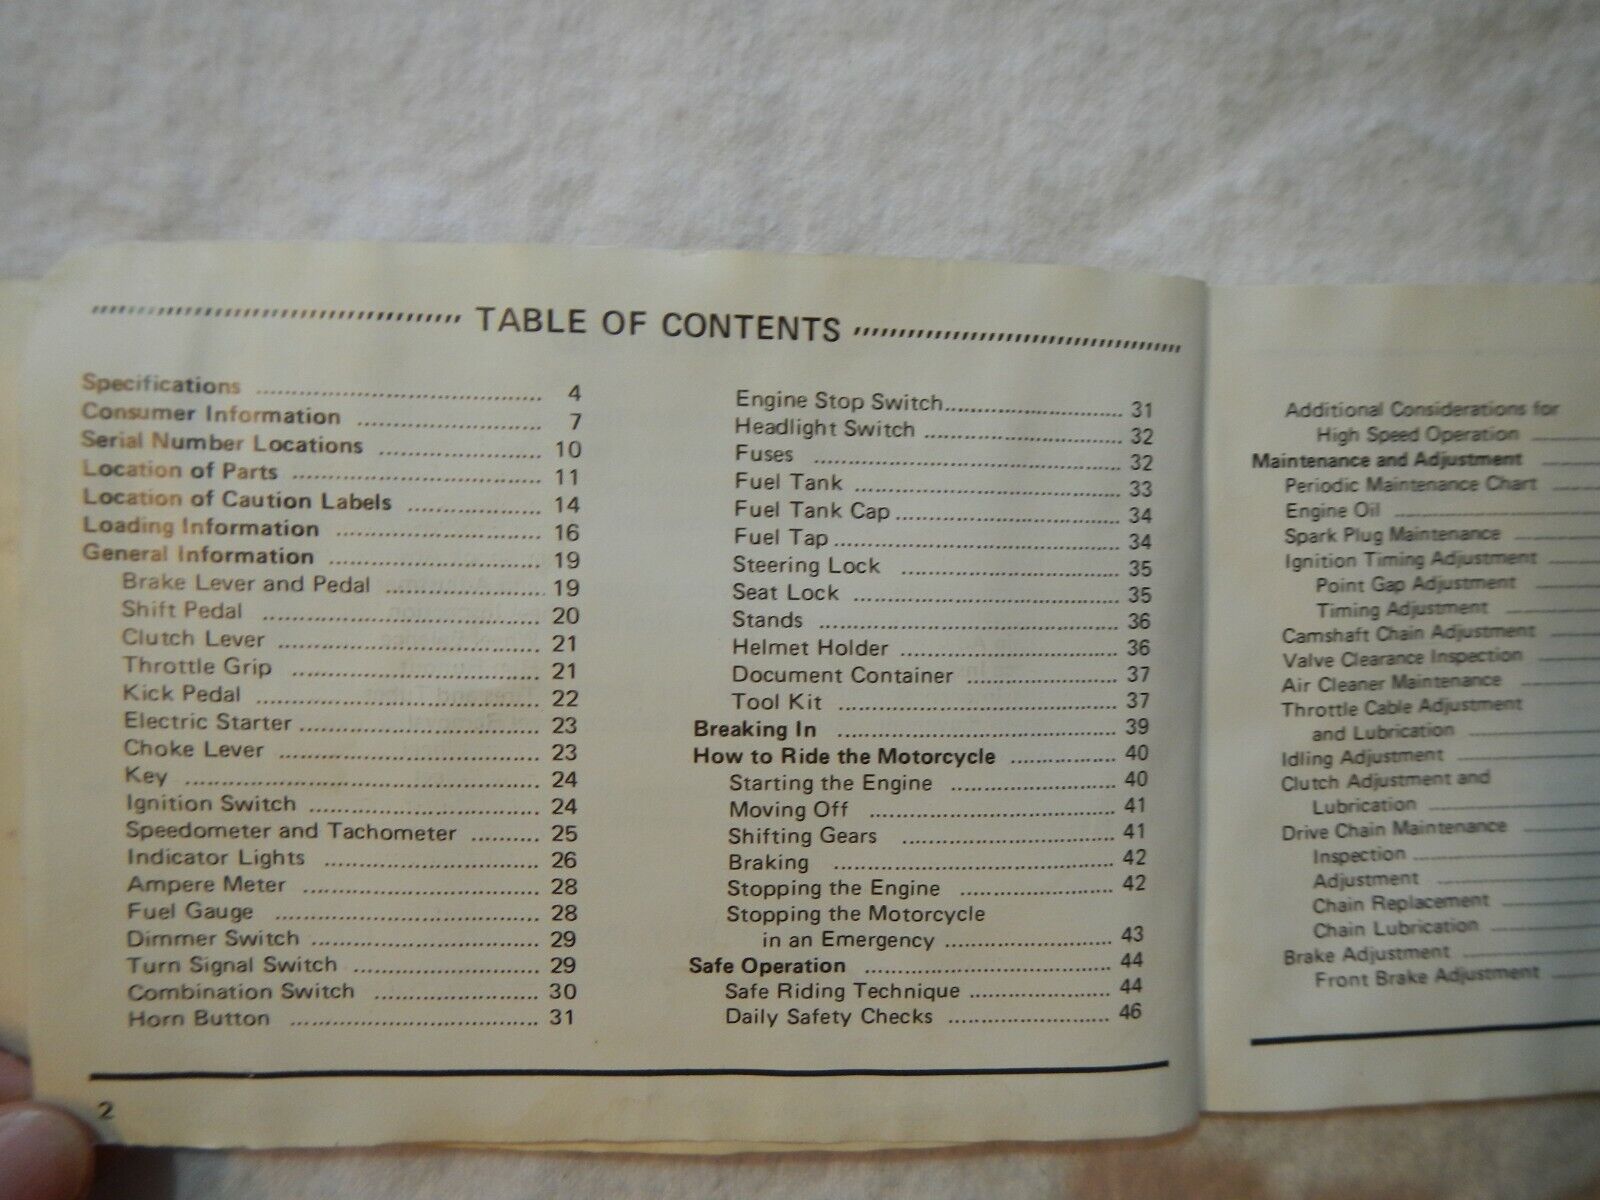 TABLE OF CONTENTS
Specifications 4
Consumer Information 7
Serial Number Locations 10
Location of Parts 11
Location of Caution Labels 14
Loading Information 16
General Information 19
Brake Lever and Pedal 19
Shift Pedal 20
Clutch Lever 21
Throttle Grip 21
Kick Pedal 22
Electric Starter 23
Choke Lever 23
Key 24
Ignition Switch 24
Speedometer and Tachometer 25
Indicator Lights 26
Ampere Meter 28
Fuel Gauge 28
Dimmer Switch 29
Turn Signal Switch 29
Combination Switch 30
Horn Button 31
Engine Stop Switch 31
Headlight Switch 32
Fuses 32
Fuel Tank 33
Fuel Tank Cap 34
Fuel Tap 34
Steering Lock 35
Seat Lock 35
Stands 36
Helmet Holder 36
Document Container 37
Tool Kit 37
Breaking In 39
How to Ride the Motorcycle 40
Starting the Engine 40
Moving Off 41
Shifting Gears 41
Braking 42
Stopping the Engine 42
Stopping the Motorcycle
in an Emergency 43
Safe Operation 44
Safe Riding Technique 44
Daily Safety Checks 46
2
Additional Considerations for
High Speed Operation
Maintenance and Adjustment
Periodic Maintenance Chart
Engine Oil
Spark Plug Maintenance
Ignition Timing Adjustment
Point Gap Adjustment
Timing Adjustment
Camshaft Chain Adjustment
Valve Clearance Inspection
Air Cleaner Maintenance
Throttle Cable Adjustment
and Lubrication
Idling Adjustment
Clutch Adjustment and
Lubrication
Drive Chain Maintenance
Inspection
Adjustment
Chain Replacement
Chain Lubrication
Brake Adjustment
Front Brake Adjustment